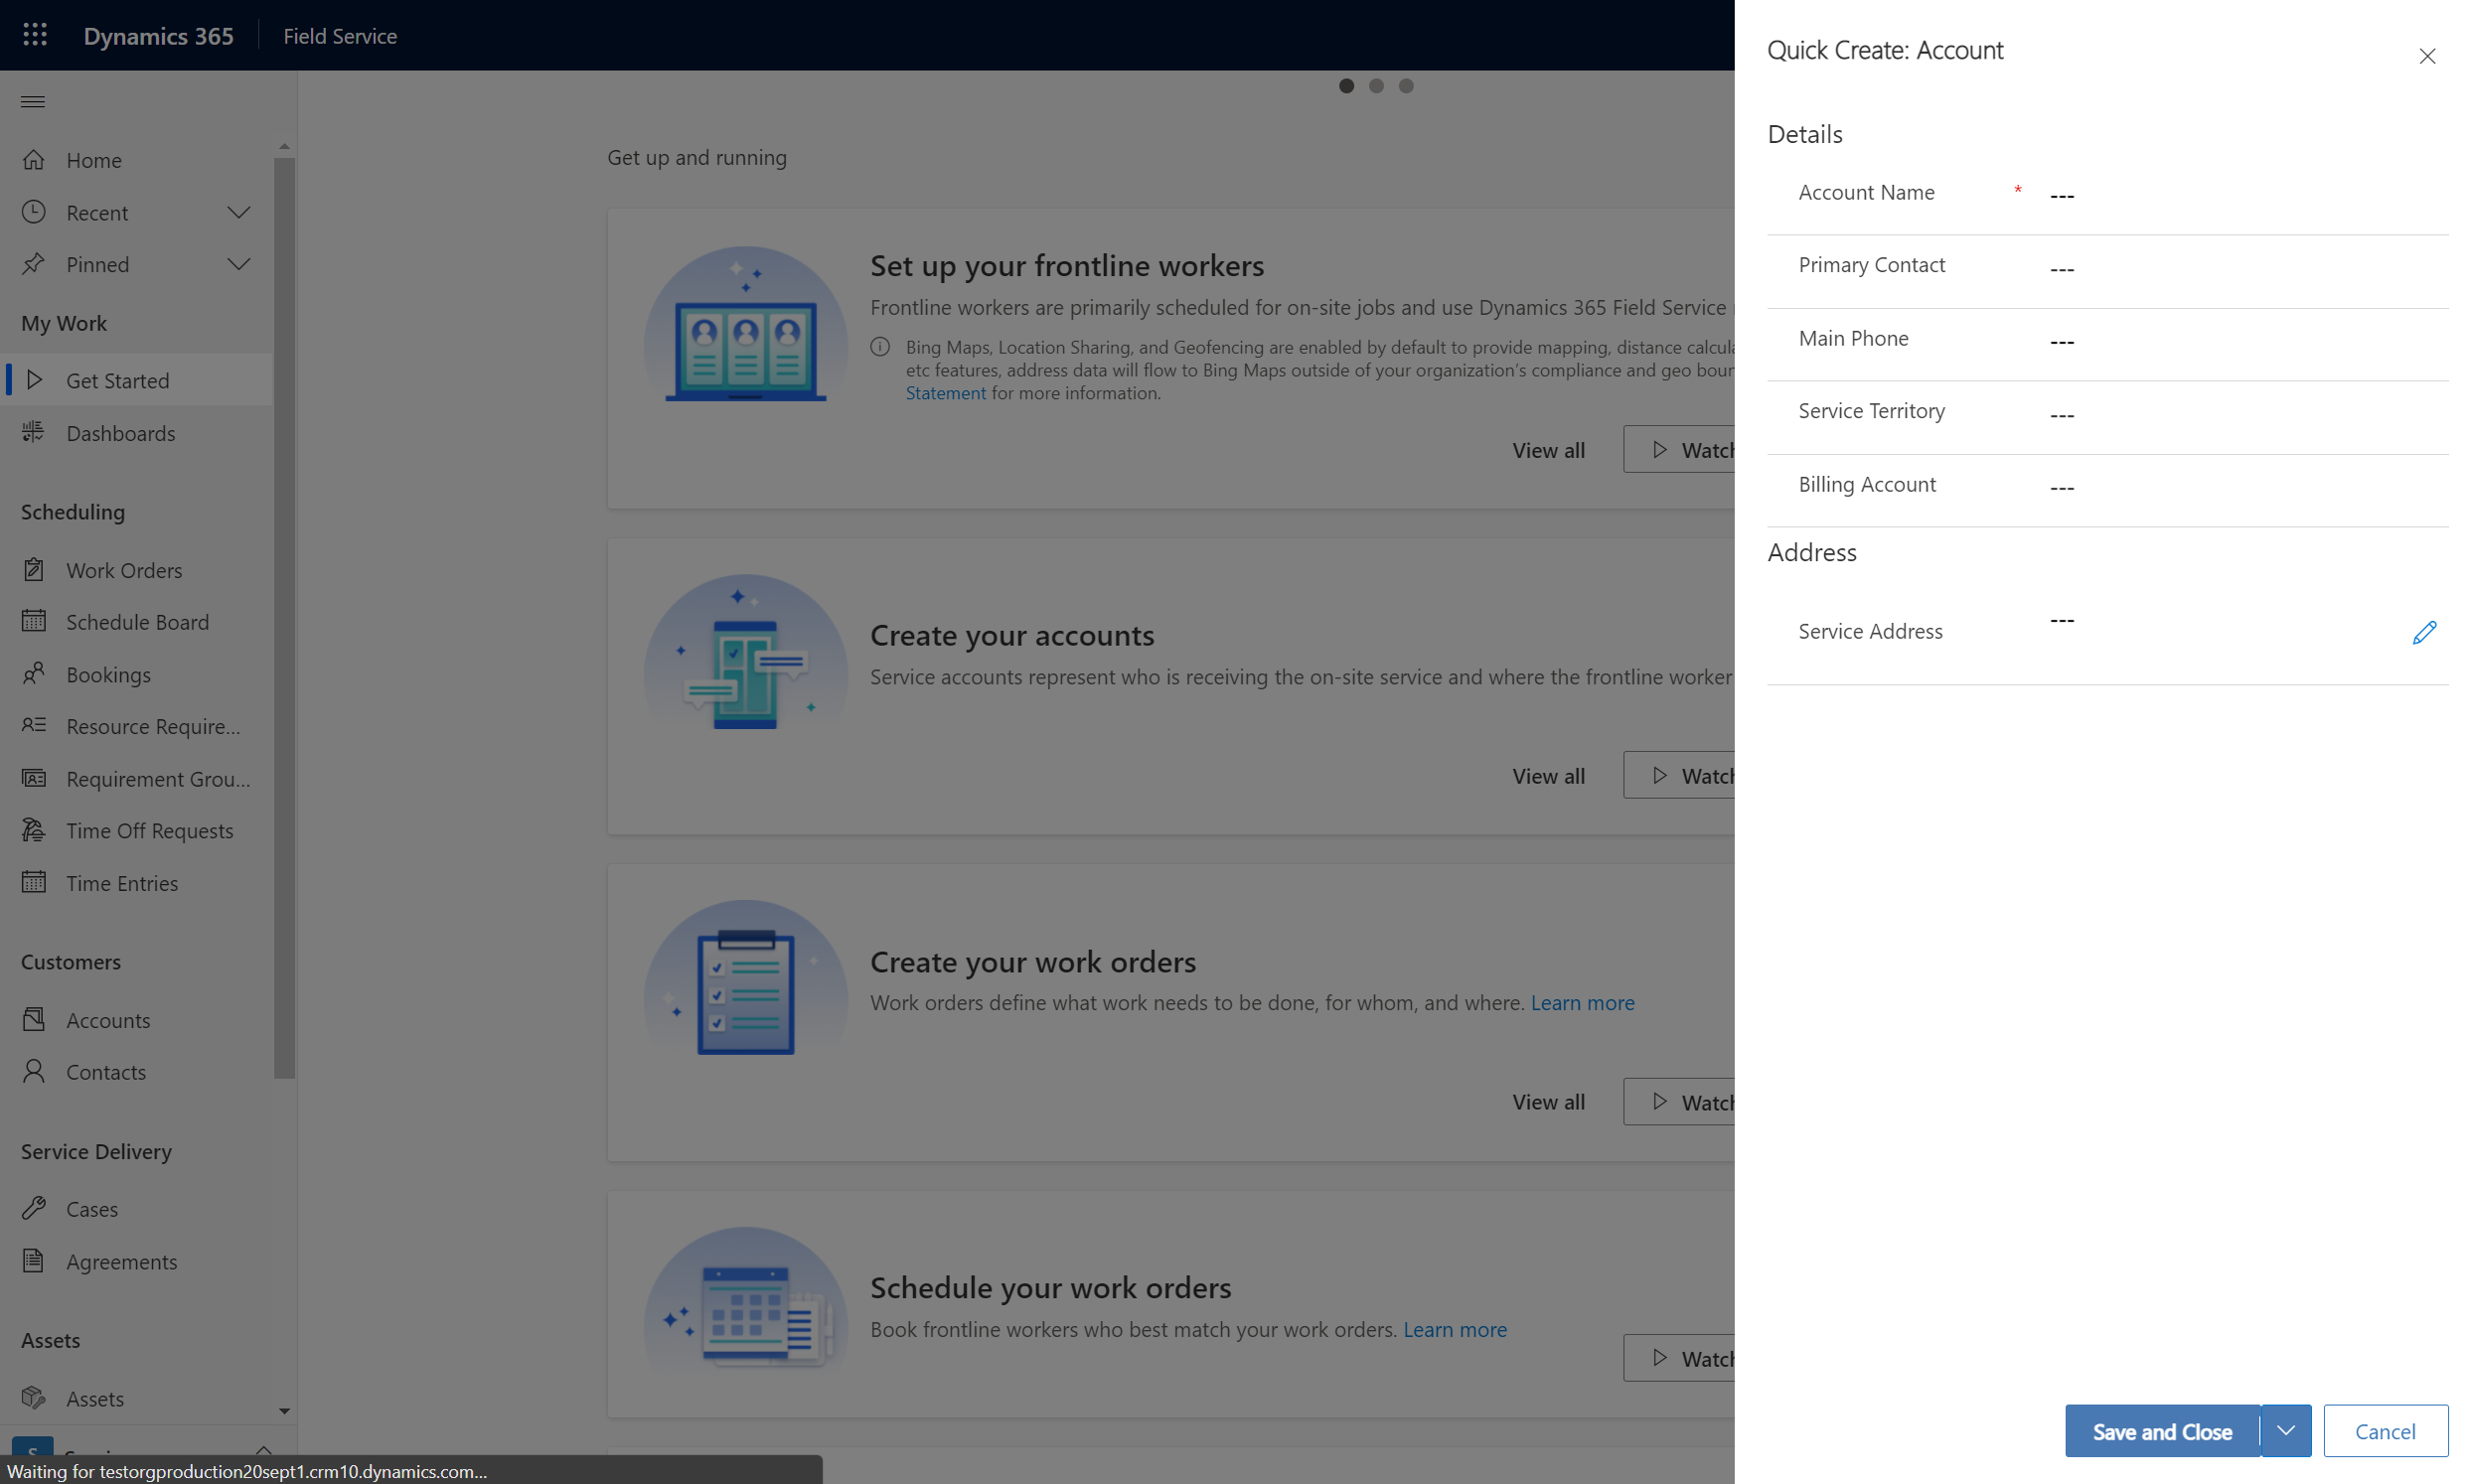 Dynamics 365
Field Service
Home
Recent
Pinned
My Work
Get Started
Dashboards
Scheduling
Work Orders
Schedule Board
Bookings
Resource Require...
Requirement Grou...
Time Off Requests
Time Entries
Customers
Accounts
Contacts
Service Delivery
Cases
Agreements
Assets
Assets
S
Waiting for testorgproduction20sept1.crm10.dynamics.com...
Get up and running
Set up your frontline workers
Frontline workers are primarily scheduled for on-site jobs and use Dynamics 365 Field Service
Bing Maps, Location Sharing, and Geofencing are enabled by default to provide mapping, distance
etc features, address data will flow to Bing Maps outside of your organization's compliance and geo
Statement for more information.
View all
Create your accounts
Service accounts represent who is receiving the on-site service and where the frontline worker
View all
Create your work orders
Work orders define what work needs to be done, for whom, and where. Learn more
View all
Schedule your work orders
Book frontline workers who best match your work orders. Learn more
Quick Create: Account
Details
Account Name * ---
Primary Contact ---
Main Phone ---
Service Territory ---
Billing Account ---
Address
Service Address ---
Save and Close
Cancel